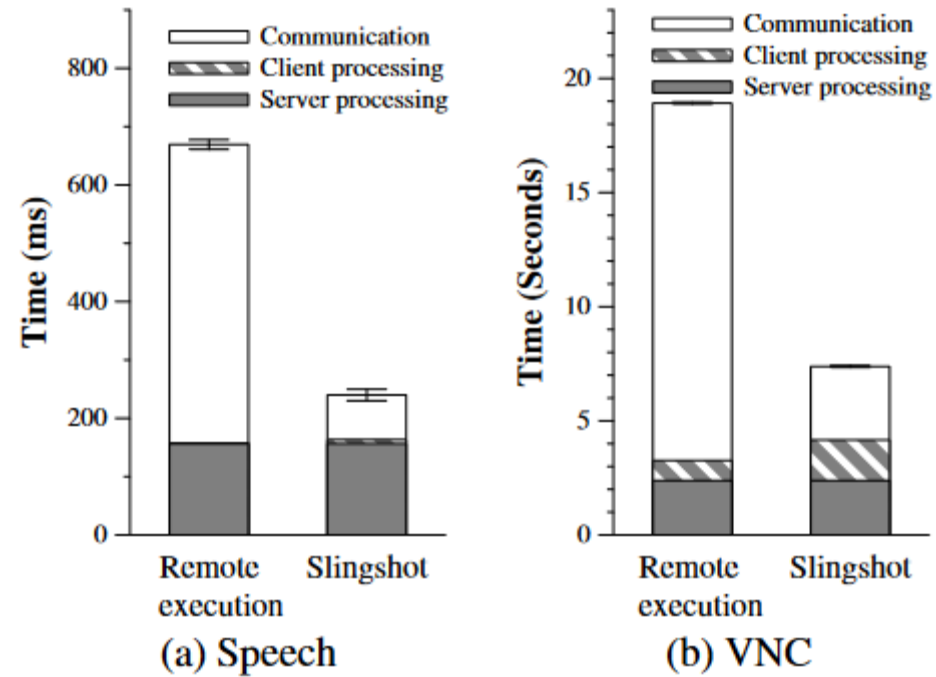 Communication
Client processing
Server processing
800
600
400
200
0
Time (ms)
Remote execution
Slingshot
(a) Speech
Communication
Client processing
Server processing
20
15
10
5
0
Time (Seconds)
Remote execution
Slingshot
(b) VNC